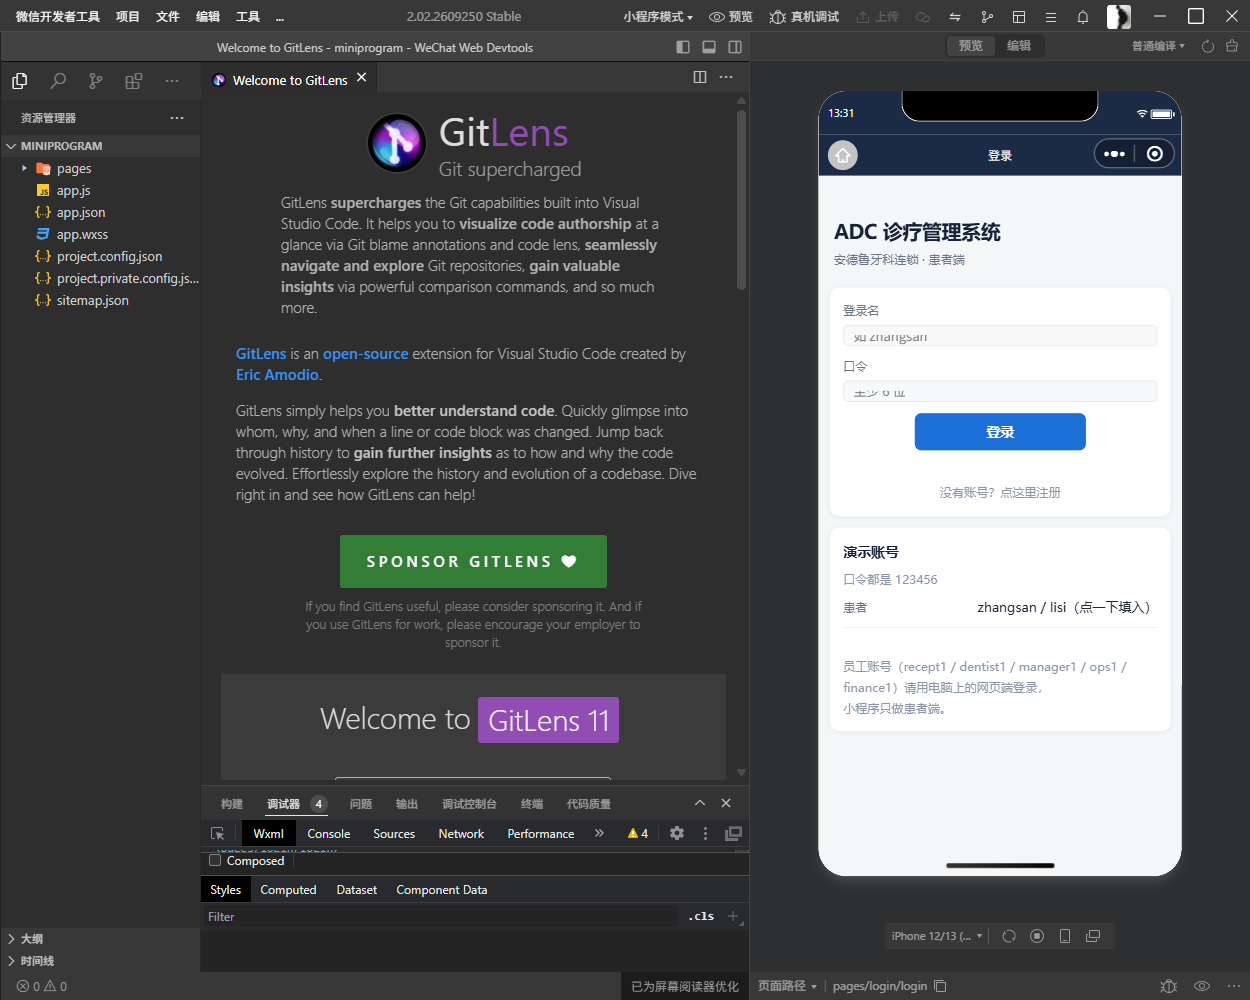 微信开发者工具 项目 文件 编辑 工具 ...
2.02.2609250 Stable
小程序模式 预览 真机调试 上传
Welcome to GitLens - miniprogram - WeChat Web Devtools
预览 编辑
普通编译
Welcome to GitLens
资源管理器
MINIPROGRAM
pages
app.js
app.json
app.wxss
project.config.json
project.private.config.js...
sitemap.json
大纲
时间线
0 0
GitLens
Git supercharged
GitLens supercharges the Git capabilities built into Visual
Studio Code. It helps you to visualize code authorship at a
glance via Git blame annotations and code lens, seamlessly
navigate and explore Git repositories, gain valuable
insights via powerful comparison commands, and so much
more.
GitLens is an open-source extension for Visual Studio Code created by
Eric Amodio.
GitLens simply helps you better understand code. Quickly glimpse into
whom, why, and when a line or code block was changed. Jump back
through history to gain further insights as to how and why the code
evolved. Effortlessly explore the history and evolution of a codebase. Dive
right in and see how GitLens can help!
SPONSOR GITLENS
If you find GitLens useful, please consider sponsoring it. And if
you use GitLens for work, please encourage your employer to
sponsor it.
Welcome to GitLens 11
构建 调试器 4 问题 输出 调试控制台 终端 代码质量
Wxml Console Sources Network Performance 4
Composed
Styles Computed Dataset Component Data
Filter
.cls
已为屏幕阅读器优化
13:31
登录
ADC 诊疗管理系统
安德鲁牙科连锁 · 患者端
登录名
如 zhangsan
口令
至少 6 位
登录
没有账号？点这里注册
演示账号
口令都是 123456
患者
zhangsan / lisi（点一下填入）
员工账号（recept1 / dentist1 / manager1 / ops1 /
finance1）请用电脑上的网页端登录，
小程序只做患者端。
iPhone 12/13 (...
页面路径
pages/login/login